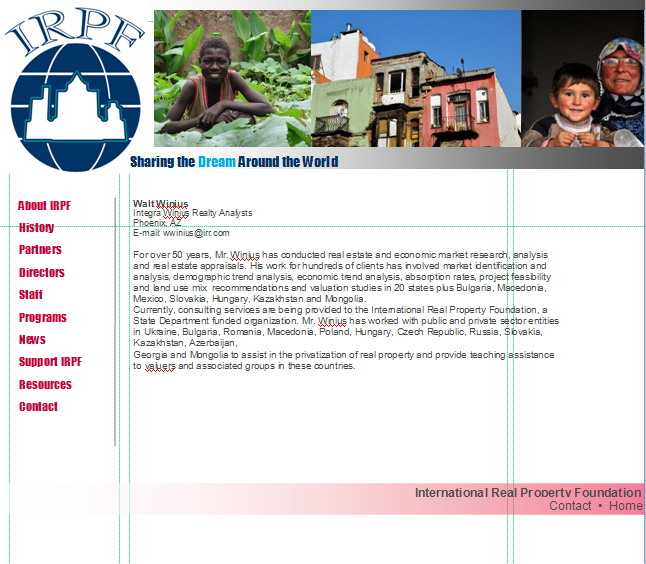 IRPF
Sharing the Dream Around the World
About IRPF
History
Partners
Directors
Staff
Programs
News
Support IRPF
Resources
Contact
Walt Winius
Integra Winius Realty Analysts
Phoenix, AZ
E-mail: wwinius@irr.com
For over 50 years, Mr. Winius has conducted real estate and economic market research, analysis
and real estate appraisals. His work for hundreds of clients has involved market identification and
analysis, demographic trend analysis, economic trend analysis, absorption rates, project feasibility
and land use mix recommendations and valuation studies in 20 states plus Bulgaria, Macedonia,
Mexico, Slovakia, Hungary, Kazakhstan and Mongolia.
Currently, consulting services are being provided to the International Real Property Foundation, a
State Department funded organization. Mr. Winius has worked with public and private sector entities
in Ukraine, Bulgaria, Romania, Macedonia, Poland, Hungary, Czech Republic, Russia, Slovakia,
Kazakhstan, Azerbaijan,
Georgia and Mongolia to assist in the privatization of real property and provide teaching assistance
to valuers and associated groups in these countries.
International Real Property Foundation
Contact • Home